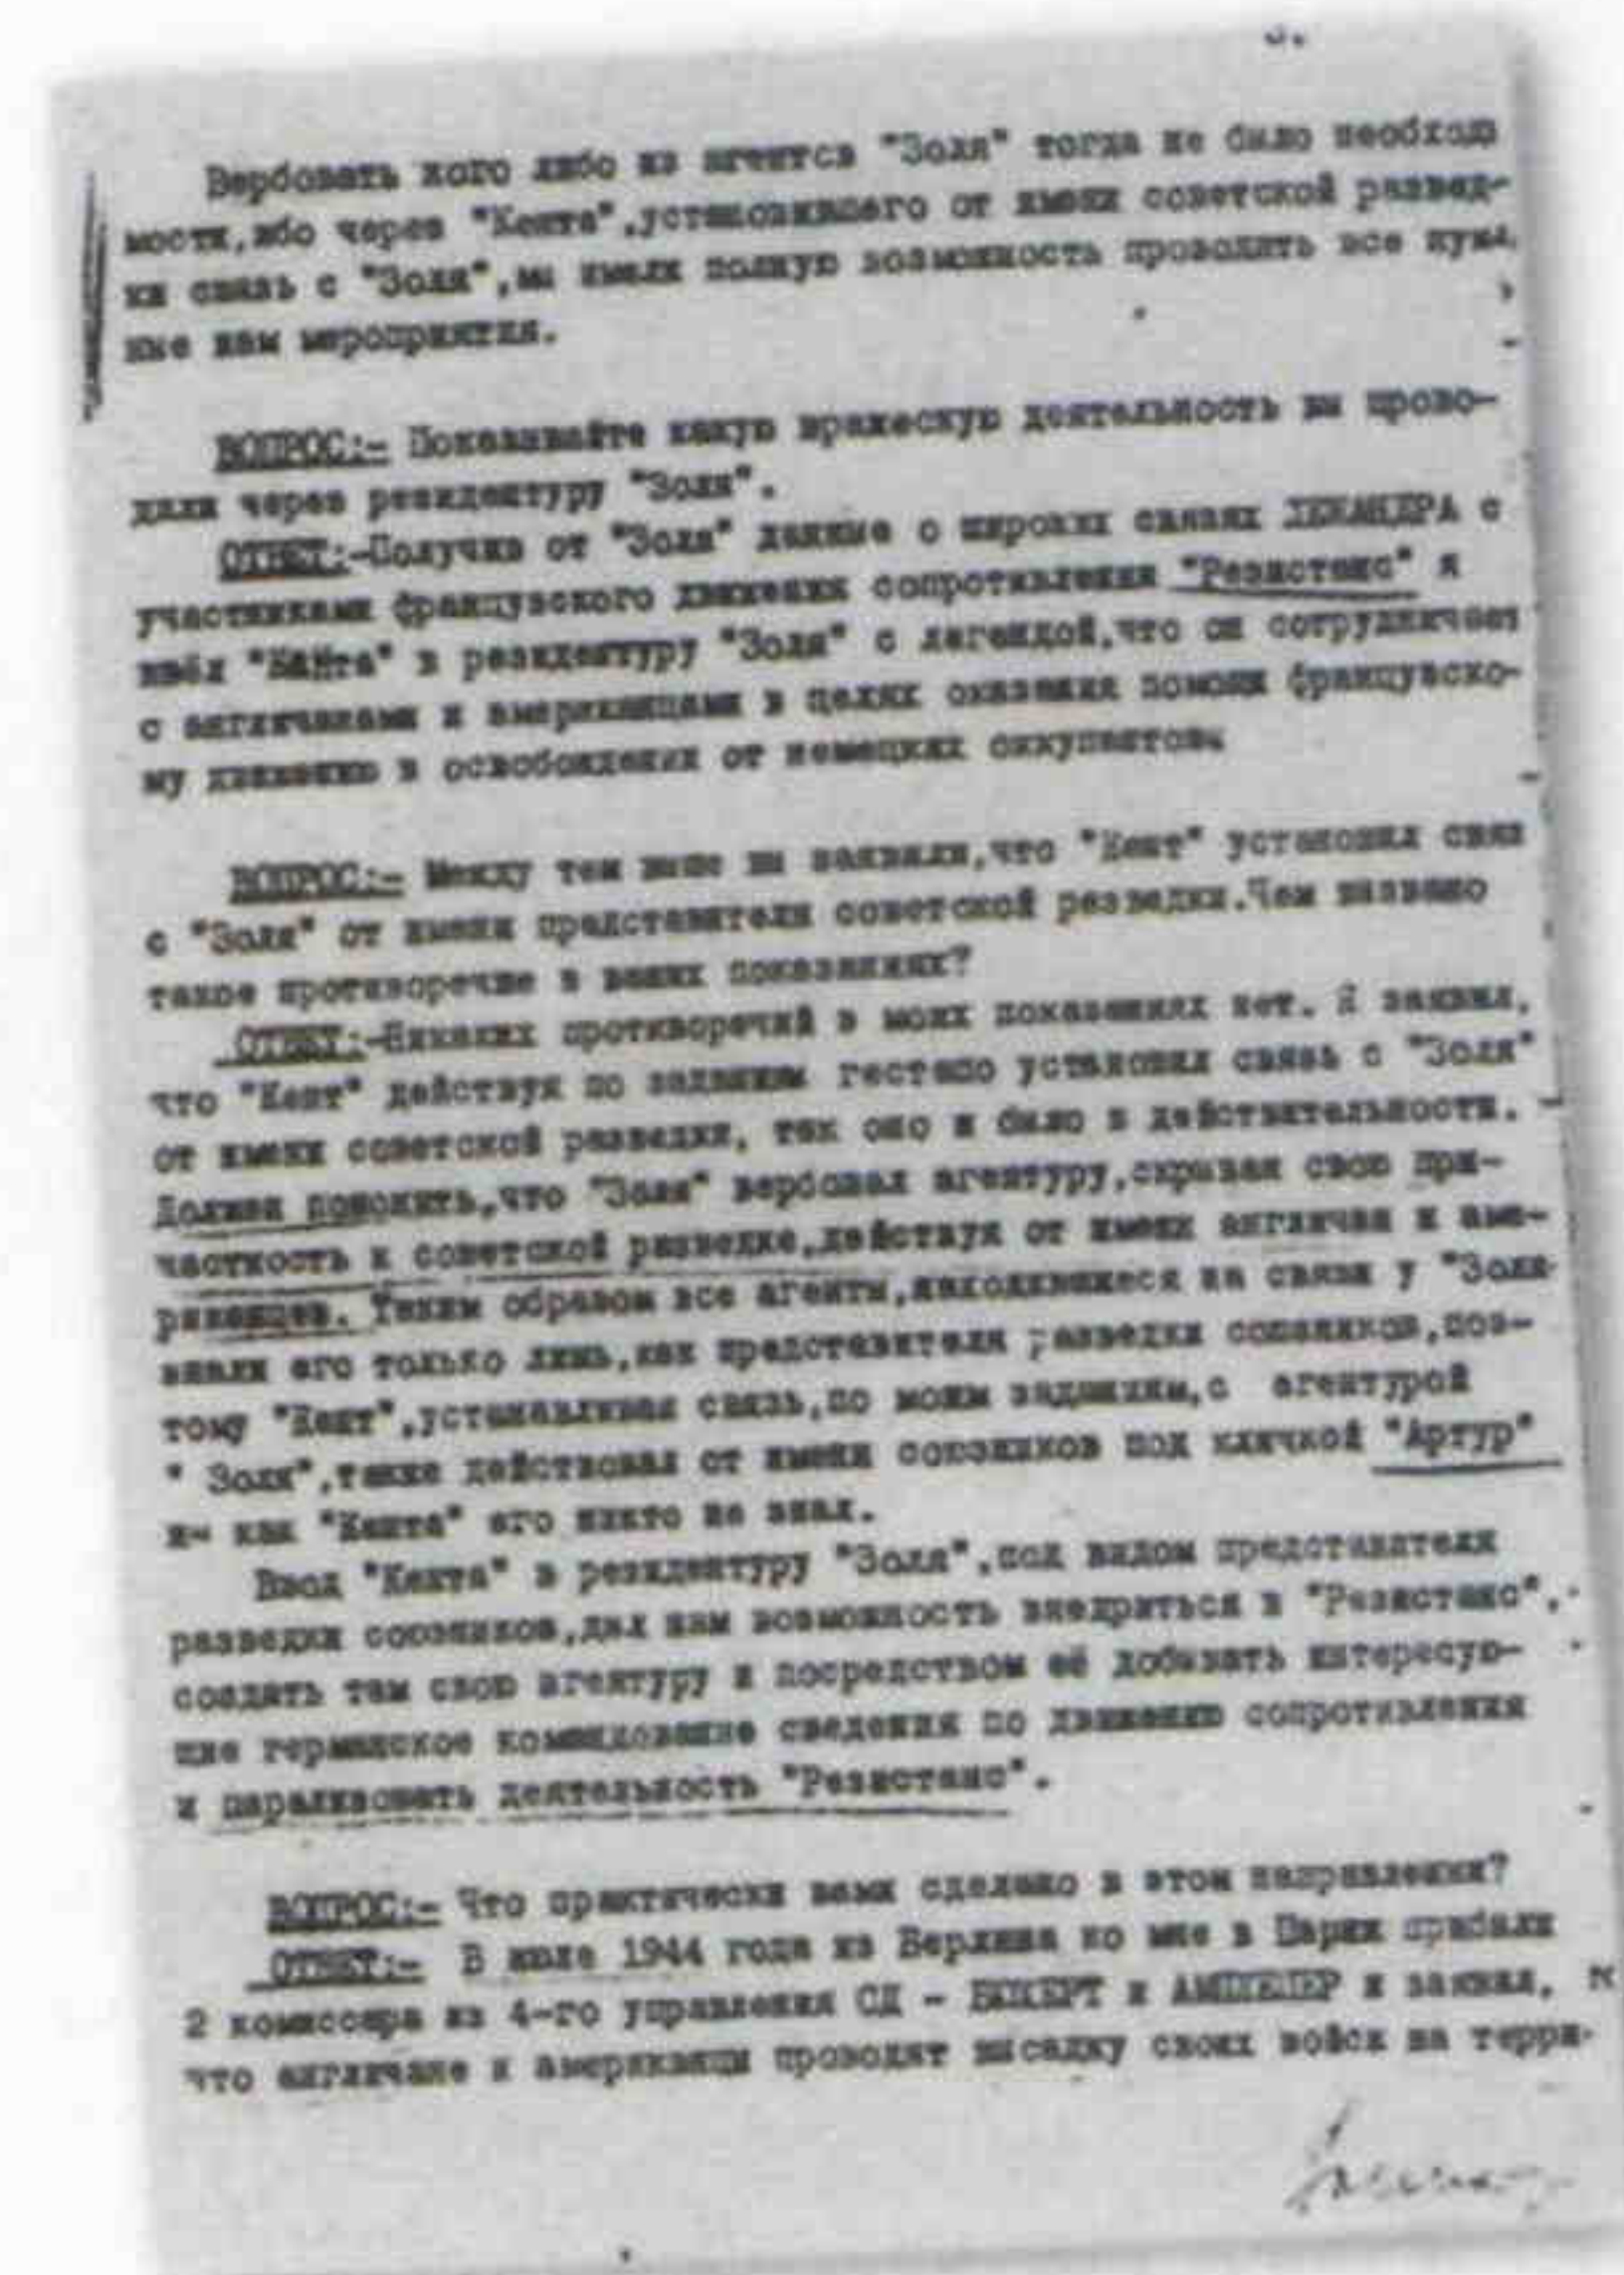 Вербовать кого либо из агентов "Золя" тогда не было необходи
мости,ибо через "Кента",установившего от имени советской развед-
ки связь с "Золя",мы имели полную возможность проводить все нуж
ные нам мероприятия.
ВОПРОС:- Показывайте какую вражескую деятельность вы прово-
дили через резидентуру "Золя".
ОТВЕТ:-Получив от "Золя" данные о широких связях с
участниками французского движения сопротивления "Резистанс" я
ввёл "Кента" в резидентуру "Золя" с легендой,что он сотрудничает
с англичанами и американцами в целях оказания помощи французско-
му движению в освобождении от немецких оккупантов.
ВОПРОС:- Между тем выше вы заявили,что "Кент" установил связ
с "Золя" от имени представителя советской разведки.Чем вызвано
такое противоречие в ваших показаниях?
ОТВЕТ:-Никаких противоречий в моих показаниях нет. Я заявил,
что "Кент" действуя по заданиям гестапо установил связь с "Золя"
от имени советской разведки, так оно и было в действительности.
Должен пояснить,что "Золя" вербовал агентуру,скрывая свою при-
частность к советской разведке,действуя от имени англичан и аме-
риканцев. Таким образом все агенты,находившиеся на связи у "Золя
знали его только лишь,как представителя разведки союзников,поэ-
тому "Кент",устанавливая связь,по моим заданиям,с агентурой
" Золя",также действовал от имени союзников под кличкой "Артур"
и как "Кента" его никто не знал.
Ввод "Кента" в резидентуру "Золя",под видом представителя
разведки союзников,дал нам возможность внедриться в "Резистанс",
создать там свою агентуру и посредством её добывать интересую-
щие германское командование сведения по движению сопротивления
и парализовать деятельность "Резистанс".
ВОПРОС:- Что практически вами сделано в этом направлении?
ОТВЕТ:- В 1944 года из Берлина ко мне в Париж прибыли
2 комиссара из 4-го управления СД - и и заявил,
что англичане и американцы проводят высадку своих войск на терри-